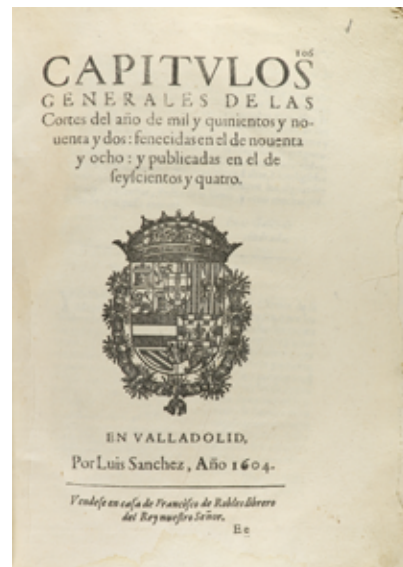 1
106
CAPITVLOS
GENERALES DE LAS
Cortes del año de mil y quinientos y no-
uenta y dos: fenecidas en el de nouenta
y ocho: y publicadas en el de
seyscientos y quatro.
EN VALLADOLID,
Por Luis Sanchez, Año 1604.
Vendese en casa de Francisco de Robles librero
del Rey nuestro Señor.
Ee